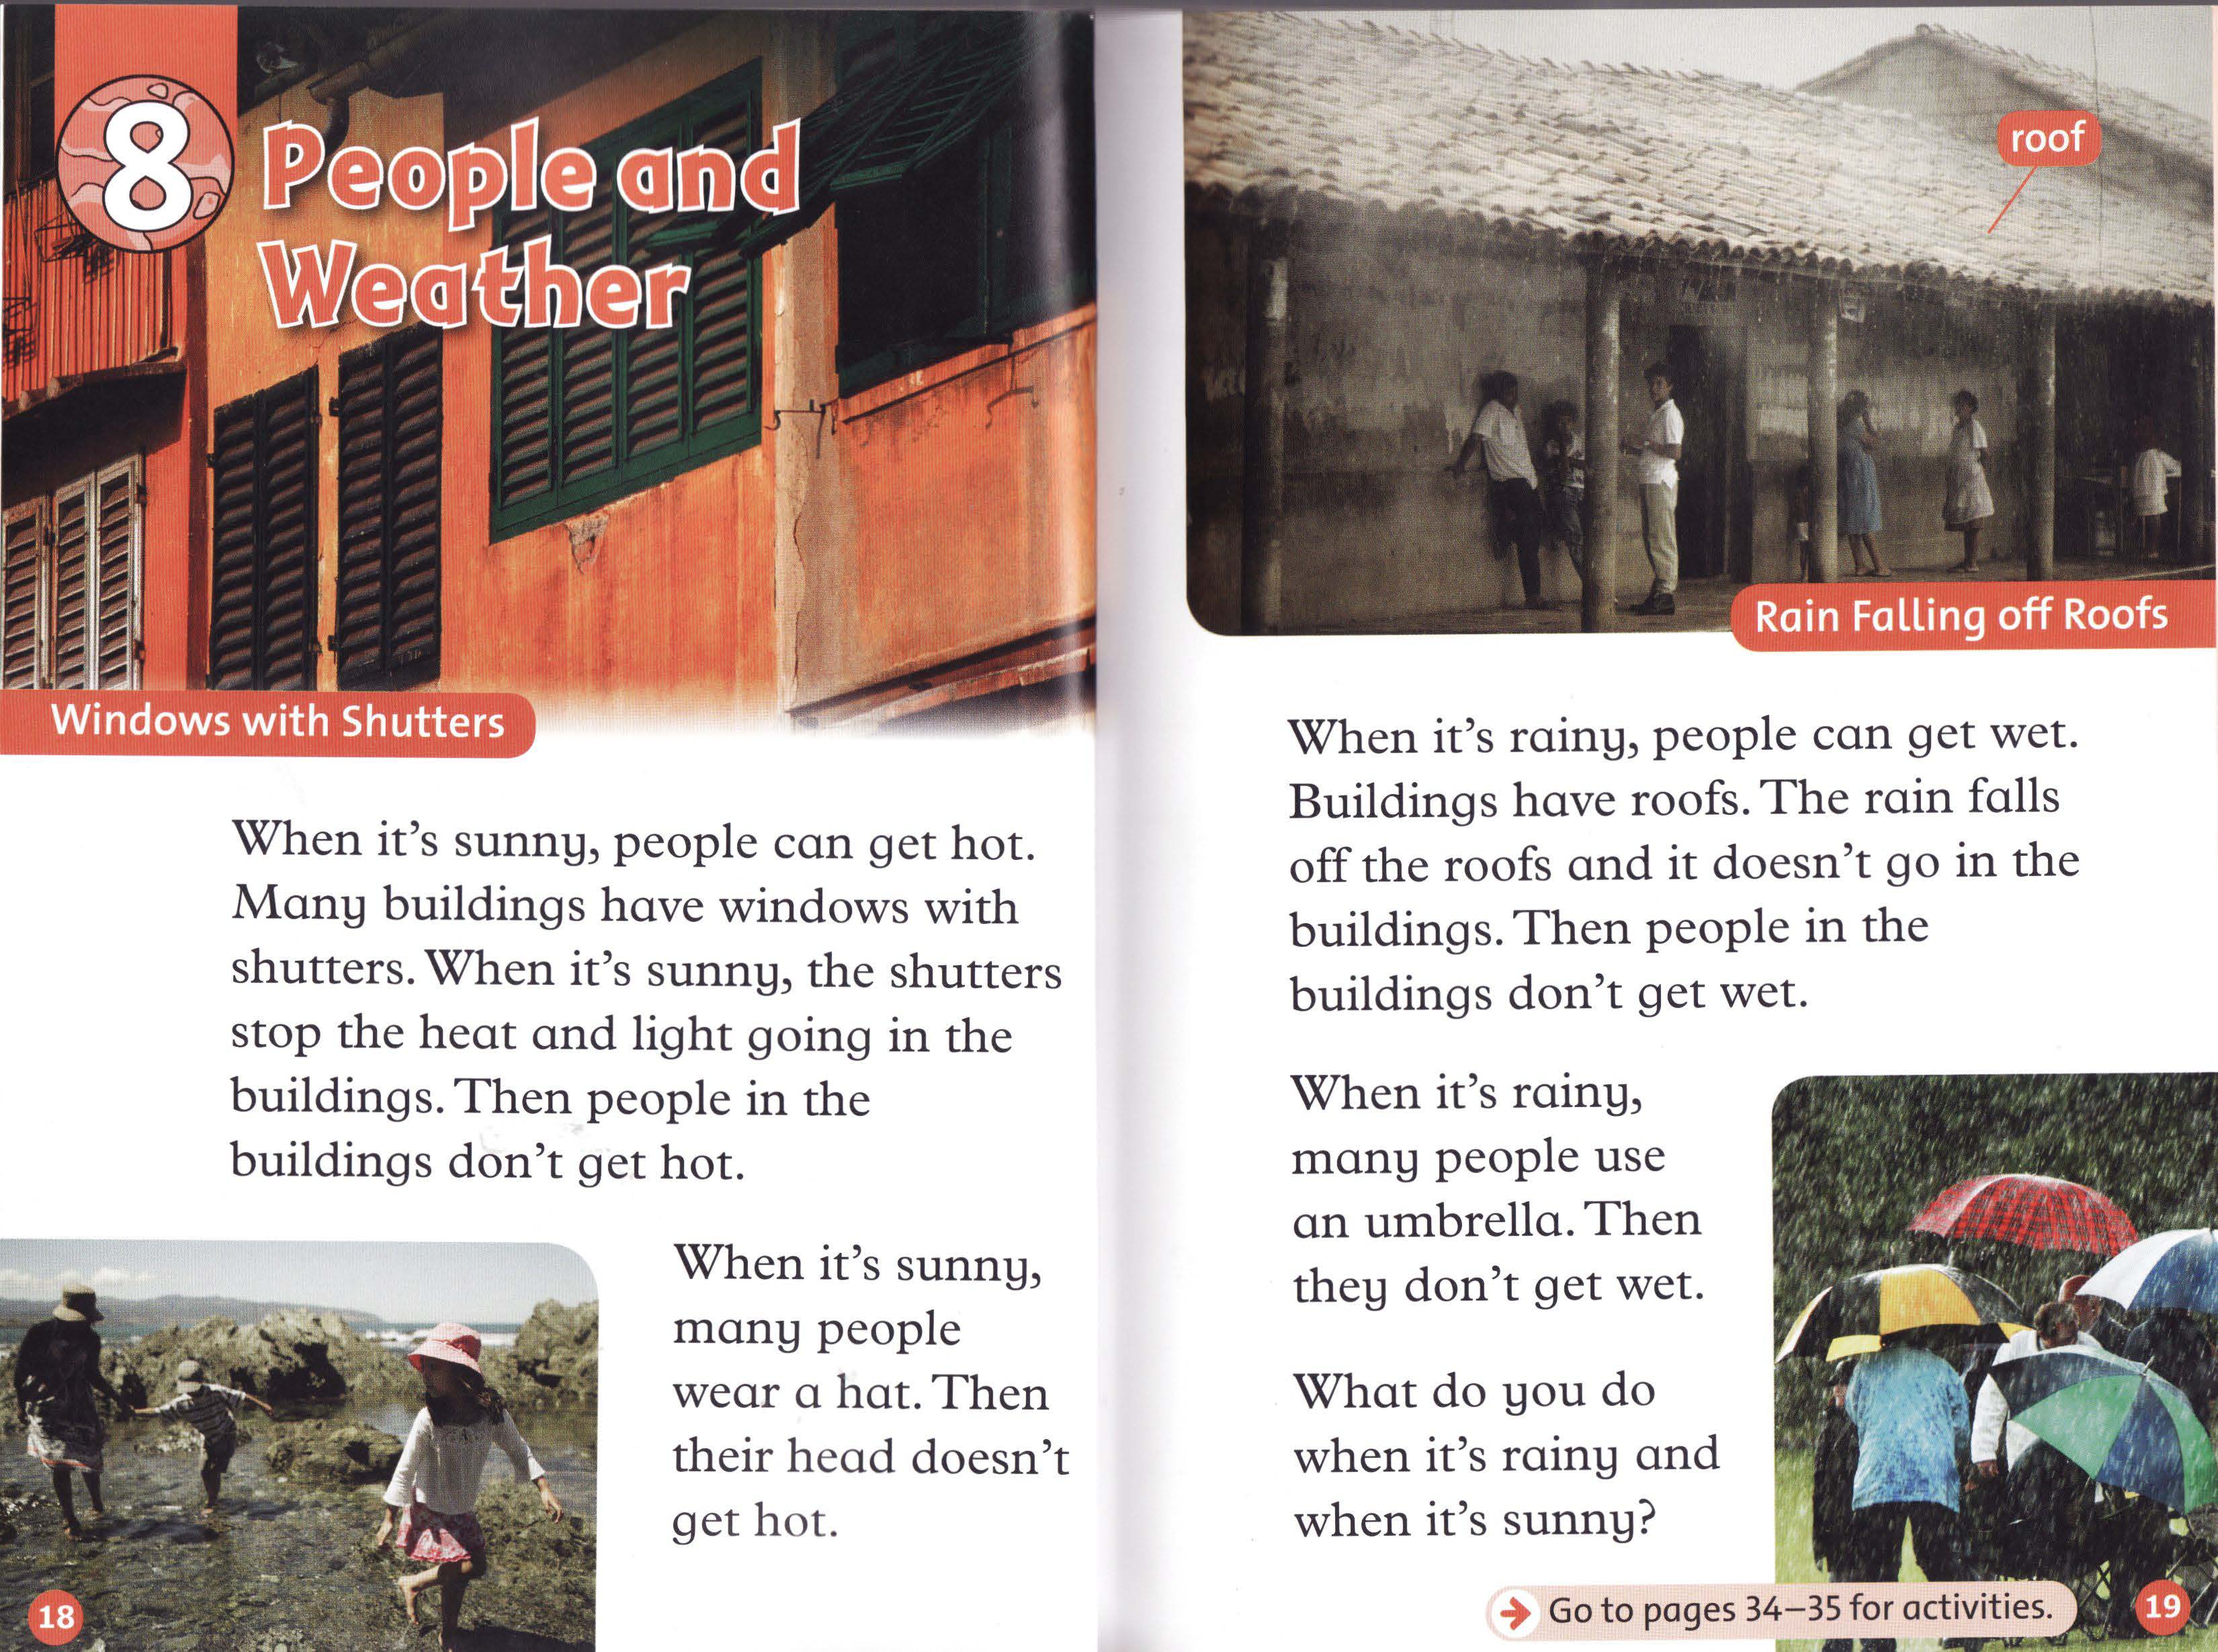 8
People and
Weather
Windows with Shutters
When it's sunny, people can get hot.
Many buildings have windows with
shutters. When it's sunny, the shutters
stop the heat and light going in the
buildings. Then people in the
buildings don't get hot.
When it's sunny,
many people
wear a hat. Then
their head doesn't
get hot.
18
roof
Rain Falling off Roofs
When it's rainy, people can get wet.
Buildings have roofs. The rain falls
off the roofs and it doesn't go in the
buildings. Then people in the
buildings don't get wet.
When it's rainy,
many people use
an umbrella. Then
they don't get wet.
What do you do
when it's rainy and
when it's sunny?
Go to pages 34–35 for activities.
19